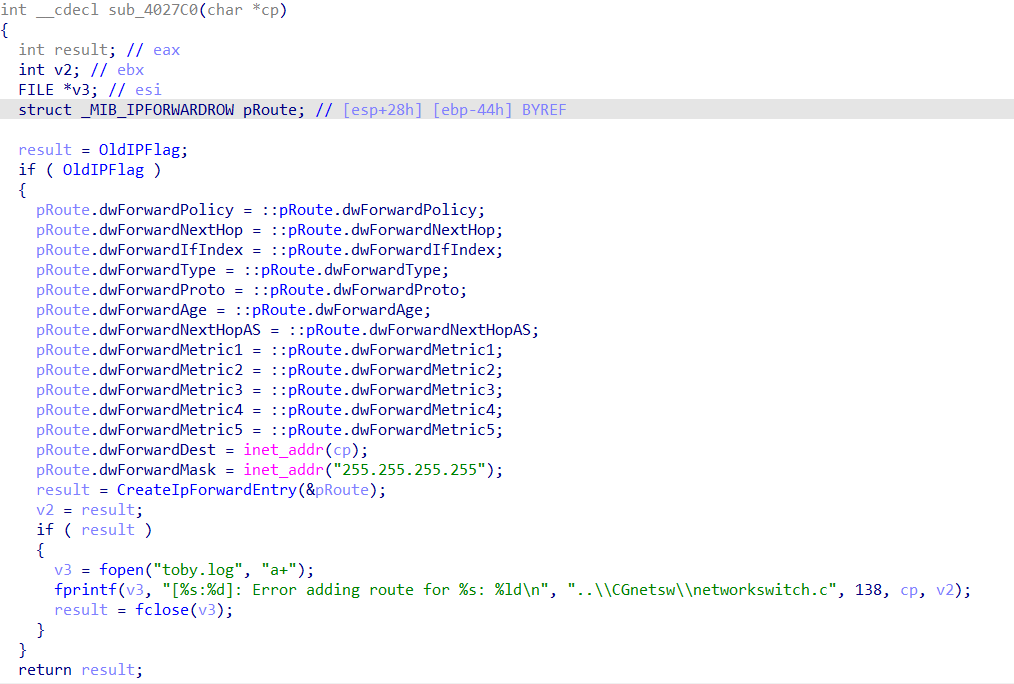 int __cdecl sub_4027C0(char *cp)
{
  int result; // eax
  int v2; // ebx
  FILE *v3; // esi
  struct _MIB_IPFORWARDROW pRoute; // [esp+28h] [ebp-44h] BYREF

  result = OldIPFlag;
  if ( OldIPFlag )
  {
    pRoute.dwForwardPolicy = ::pRoute.dwForwardPolicy;
    pRoute.dwForwardNextHop = ::pRoute.dwForwardNextHop;
    pRoute.dwForwardIfIndex = ::pRoute.dwForwardIfIndex;
    pRoute.dwForwardType = ::pRoute.dwForwardType;
    pRoute.dwForwardProto = ::pRoute.dwForwardProto;
    pRoute.dwForwardAge = ::pRoute.dwForwardAge;
    pRoute.dwForwardNextHopAS = ::pRoute.dwForwardNextHopAS;
    pRoute.dwForwardMetric1 = ::pRoute.dwForwardMetric1;
    pRoute.dwForwardMetric2 = ::pRoute.dwForwardMetric2;
    pRoute.dwForwardMetric3 = ::pRoute.dwForwardMetric3;
    pRoute.dwForwardMetric4 = ::pRoute.dwForwardMetric4;
    pRoute.dwForwardMetric5 = ::pRoute.dwForwardMetric5;
    pRoute.dwForwardDest = inet_addr(cp);
    pRoute.dwForwardMask = inet_addr("255.255.255.255");
    result = CreateIpForwardEntry(&pRoute);
    v2 = result;
    if ( result )
    {
      v3 = fopen("toby.log", "a+");
      fprintf(v3, "[%s:%d]: Error adding route for %s: %ld\n", "..\\CGnetsw\\networkswitch.c", 138, cp, v2);
      result = fclose(v3);
    }
  }
  return result;